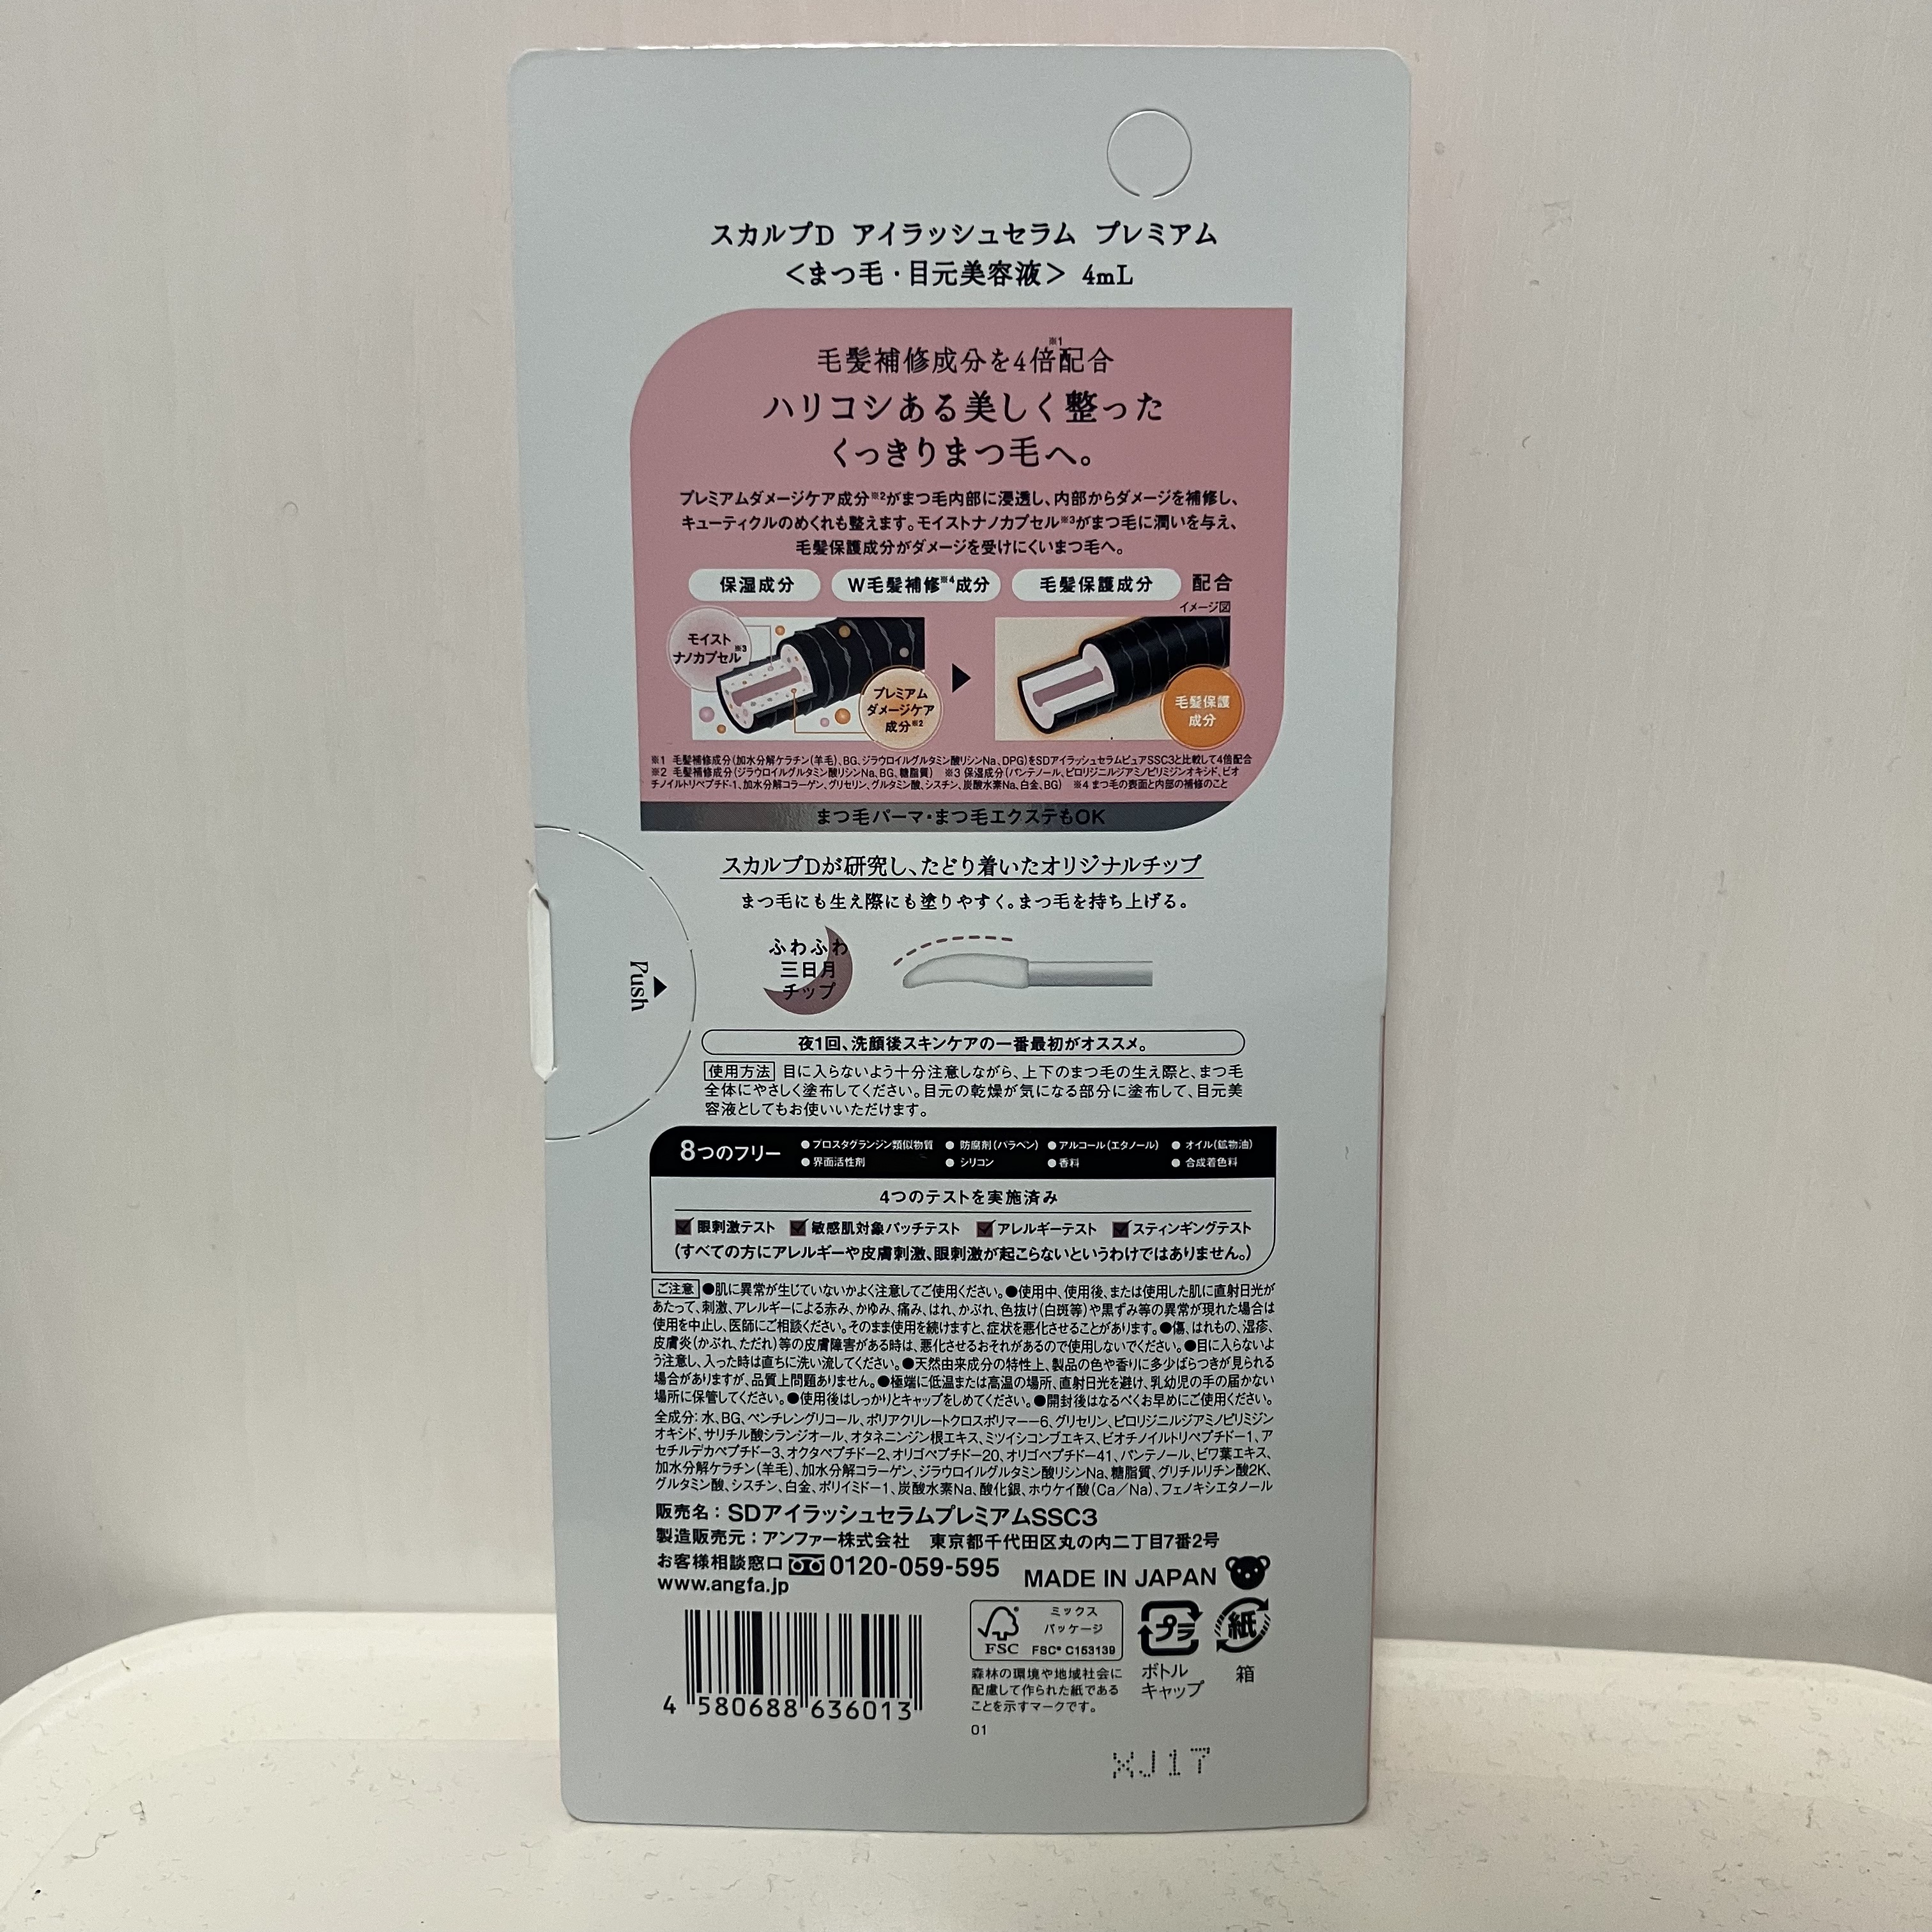 スカルプD アイラッシュセラム プレミアム
＜まつ毛・目元美容液＞ 4mL
毛髪補修成分を4倍※1配合
ハリコシある美しく整った
くっきりまつ毛へ。
プレミアムダメージケア成分※2がまつ毛内部に浸透し、内部からダメージを補修し、
キューティクルのめくれも整えます。モイストナノカプセル※3がまつ毛に潤いを与え、
毛髪保護成分がダメージを受けにくいまつ毛へ。
保湿成分 W毛髪補修※4成分 毛髪保護成分 配合
イメージ図
モイスト
ナノカプセル※3
プレミアム
ダメージケア
成分※2
毛髪保護
成分
※1 毛髪補修成分(加水分解ケラチン(羊毛)、BG、ジラウロイルグルタミン酸リシンNa、DPG)をSDアイラッシュセラムピュアSSC3と比較して4倍配合
※2 毛髪補修成分(ジラウロイルグルタミン酸リシンNa、BG、糖脂質) ※3 保湿成分(パンテノール、ピロリジニルジアミノピリミジンオキシド、ビオ
チノイルトリペプチド-1、加水分解コラーゲン、グリセリン、グルタミン酸、シスチン、炭酸水素Na、白金、BG) ※4 まつ毛の表面と内部の補修のこと
まつ毛パーマ・まつ毛エクステもOK
スカルプDが研究し、たどり着いたオリジナルチップ
まつ毛にも生え際にも塗りやすく。まつ毛を持ち上げる。
ふわふわ
三日月
チップ
Push
夜1回、洗顔後スキンケアの一番最初がオススメ。
使用方法 目に入らないよう十分注意しながら、上下のまつ毛の生え際と、まつ毛
全体にやさしく塗布してください。目元の乾燥が気になる部分に塗布して、目元美
容液としてもお使いいただけます。
8つのフリー ●プロスタグランジン類似物質 ●防腐剤(パラベン) ●アルコール(エタノール) ●オイル(鉱物油)
●界面活性剤 ●シリコン ●香料 ●合成着色料
4つのテストを実施済み
眼刺激テスト 敏感肌対象パッチテスト アレルギーテスト スティンギングテスト
(すべての方にアレルギーや皮膚刺激、眼刺激が起こらないというわけではありません。)
ご注意 ●肌に異常が生じていないかよく注意してご使用ください。●使用中、使用後、または使用した肌に直射日光が
あたって、刺激、アレルギーによる赤み、かゆみ、痛み、はれ、かぶれ、色抜け(白斑等)や黒ずみ等の異常が現れた場合は
使用を中止し、医師にご相談ください。そのまま使用を続けますと、症状を悪化させることがあります。●傷、はれもの、湿疹、
皮膚炎(かぶれ、ただれ)等の皮膚障害がある時は、悪化させるおそれがあるので使用しないでください。●目に入らないよ
う注意し、入った時は直ちに洗い流してください。●天然由来成分の特性上、製品の色や香りに多少ばらつきが見られる
場合がありますが、品質上問題ありません。●極端に低温または高温の場所、直射日光を避け、乳幼児の手の届かない
場所に保管してください。●使用後はしっかりとキャップをしめてください。●開封後はなるべくお早めにご使用ください。
全成分:水、BG、ペンチレングリコール、ポリアクリレートクロスポリマー-6、グリセリン、ピロリジニルジアミノピリミジン
オキシド、サリチル酸シランジオール、オタネニンジン根エキス、ミツイシコンブエキス、ビオチノイルトリペプチド-1、ア
セチルデカペプチド-3、オクタペプチド-2、オリゴペプチド-20、オリゴペプチド-41、パンテノール、ビワ葉エキス、
加水分解ケラチン(羊毛)、加水分解コラーゲン、ジラウロイルグルタミン酸リシンNa、糖脂質、グリチルリチン酸2K、
グルタミン酸、シスチン、白金、ポリイミド-1、炭酸水素Na、酸化銀、ホウケイ酸(Ca/Na)、フェノキシエタノール
販売名:SDアイラッシュセラムプレミアムSSC3
製造販売元:アンファー株式会社 東京都千代田区丸の内二丁目7番2号
お客様相談窓口 0120-059-595
www.angfa.jp
MADE IN JAPAN
4 580688 636013
FSC
ミックス
パッケージ
FSC® C153139
森林の環境や地域社会に
配慮して作られた紙である
ことを示すマークです。
01
プラ
ボトル
キャップ
紙
箱
XJ17